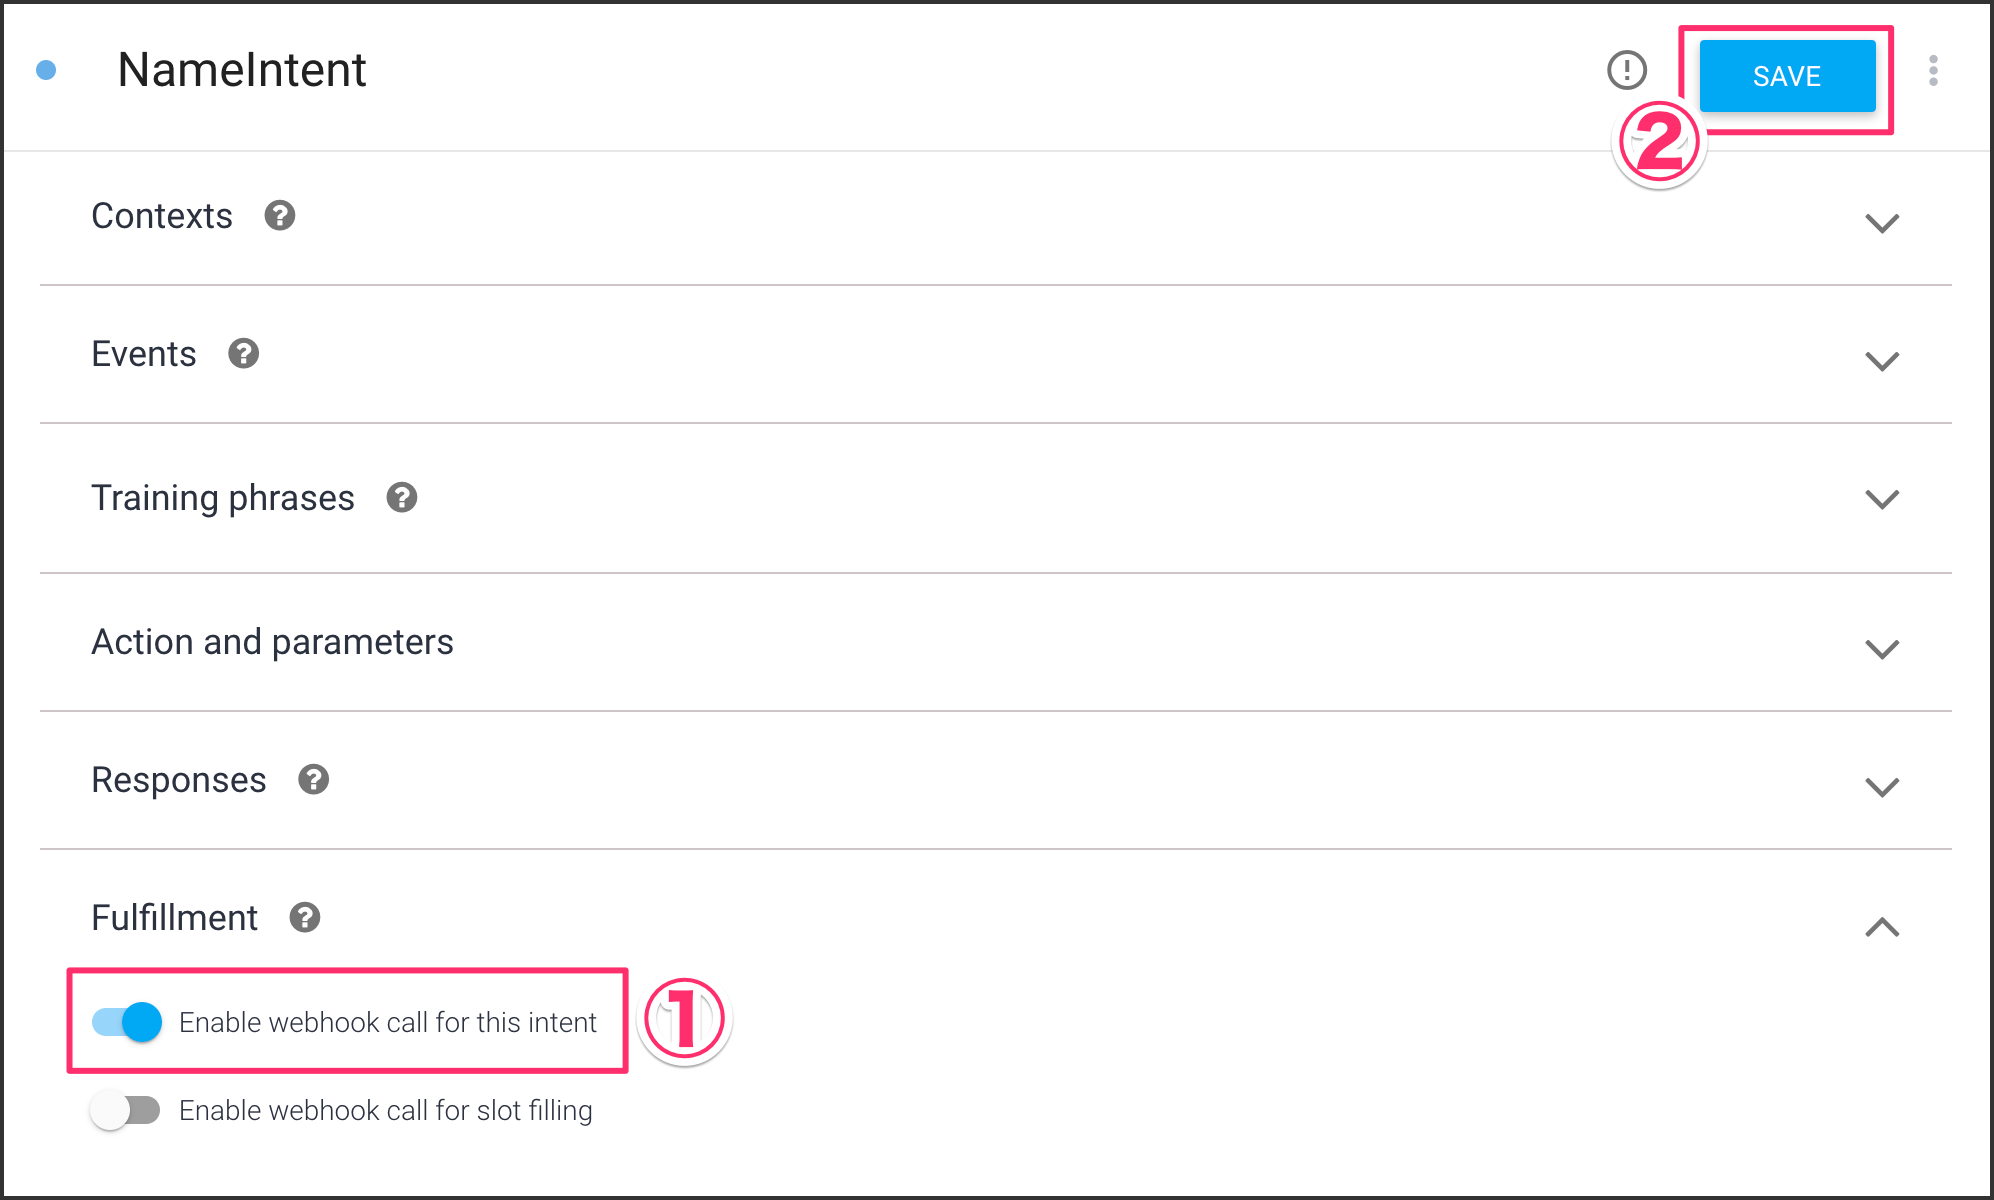 NameIntent
SAVE
②
Contexts
Events
Training phrases
Action and parameters
Responses
Fulfillment
Enable webhook call for this intent
①
Enable webhook call for slot filling